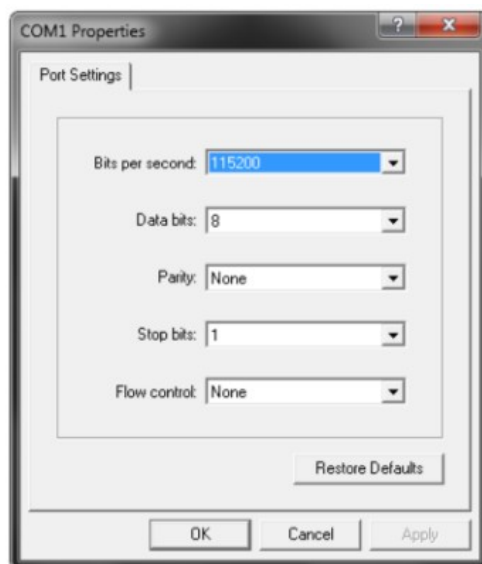 COM1 Properties
Port Settings
Bits per second: 115200
Data bits: 8
Parity: None
Stop bits: 1
Flow control: None
Restore Defaults
OK Cancel Apply